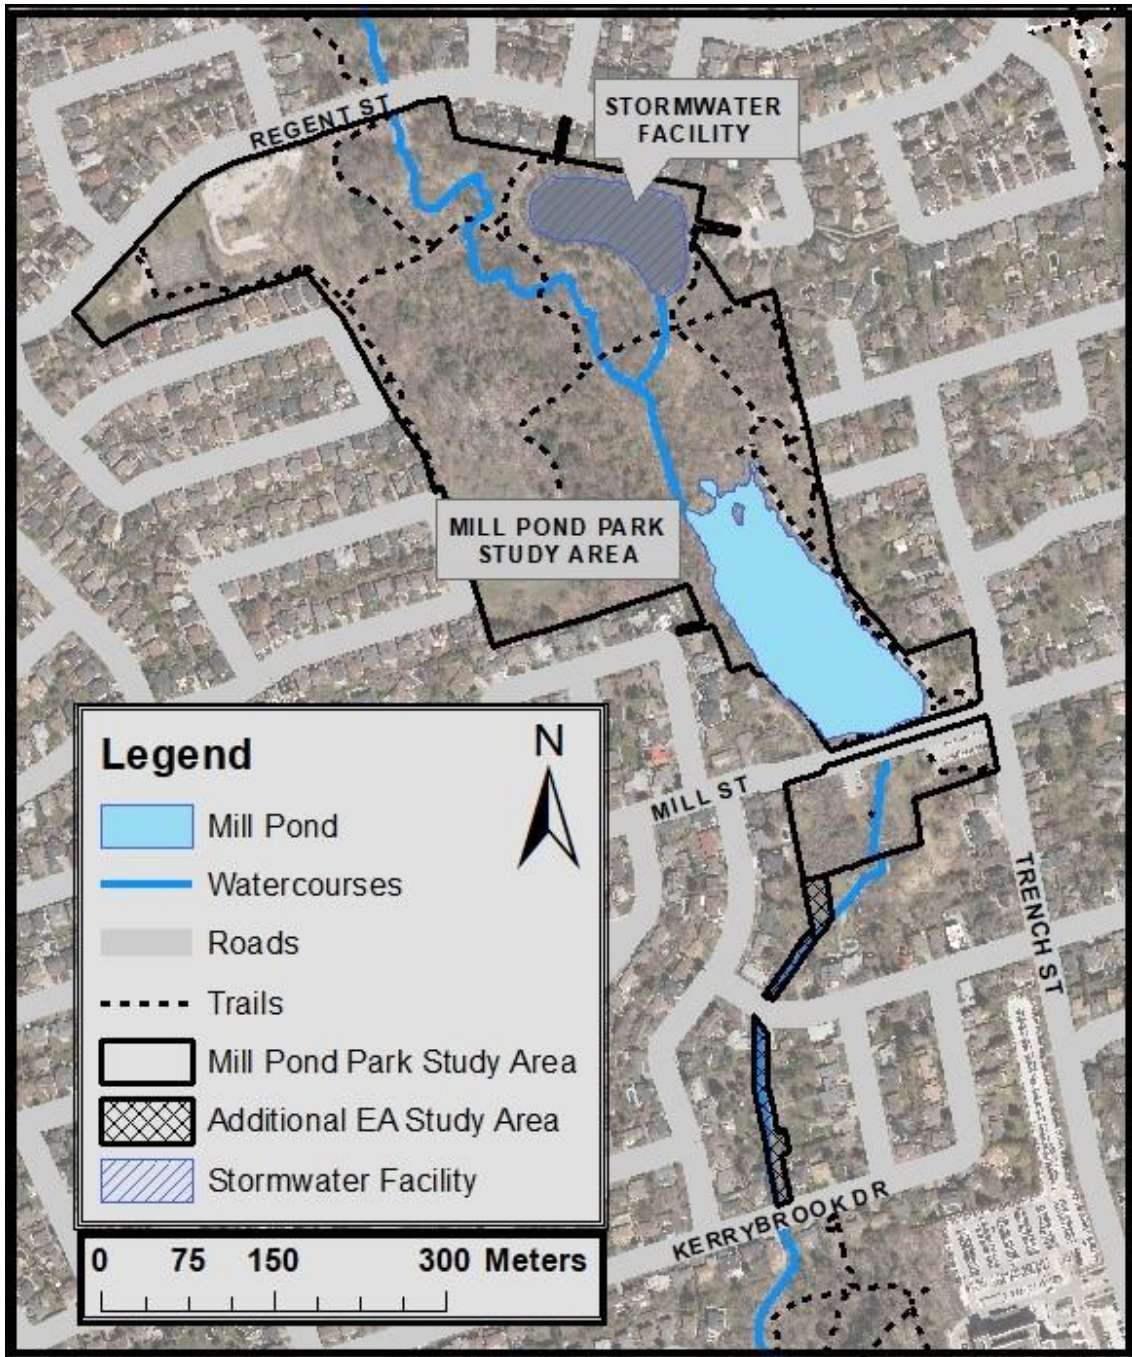 REGENT ST
STORMWATER
FACILITY
MILL POND PARK
STUDY AREA
MILL ST
TRENCH ST
KERRYBROOK DR
Legend
N
Mill Pond
Watercourses
Roads
Trails
Mill Pond Park Study Area
Additional EA Study Area
Stormwater Facility
0 75 150 300 Meters